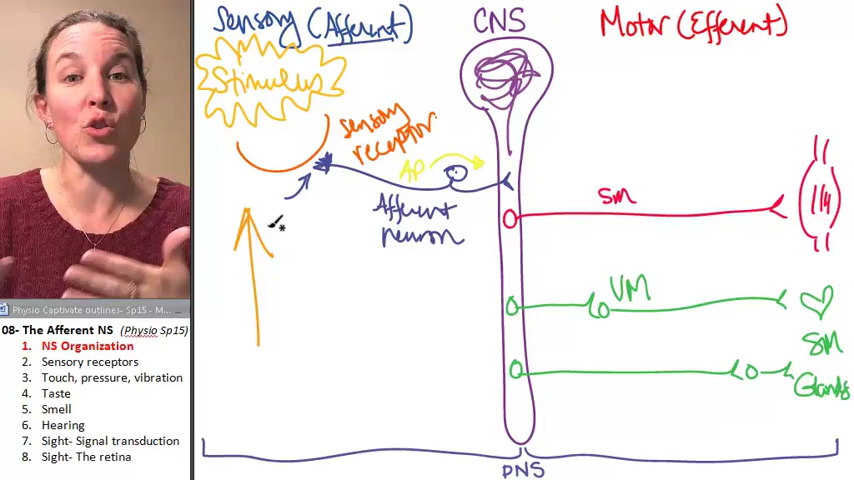 Sensory (Afferent)
CNS
Motor (Efferent)
Stimulus
sensory
receptor
AP
Afferent
neuron
SM
VM
SM
Glands
PNS
Physio Captivate outlines- Sp15 - M...
08- The Afferent NS (Physio Sp15)
1. NS Organization
2. Sensory receptors
3. Touch, pressure, vibration
4. Taste
5. Smell
6. Hearing
7. Sight- Signal transduction
8. Sight- The retina